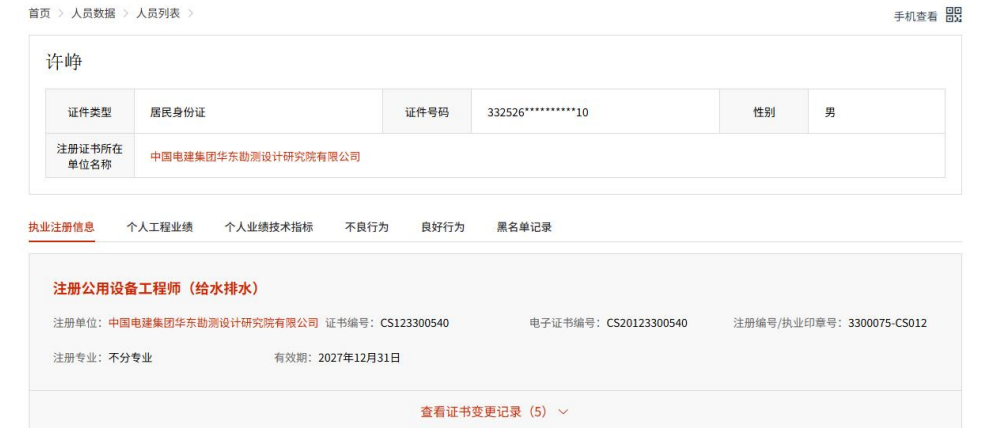 首页 > 人员数据 > 人员列表 >
手机查看
许峥
证件类型 居民身份证 证件号码 332526**********10 性别 男
注册证书所在
单位名称
中国电建集团华东勘测设计研究院有限公司
执业注册信息 个人工程业绩 个人业绩技术指标 不良行为 良好行为 黑名单记录
注册公用设备工程师（给水排水）
注册单位：中国电建集团华东勘测设计研究院有限公司 证书编号：CS123300540 电子证书编号：CS20123300540 注册编号/执业印章号：3300075-CS012
注册专业：不分专业 有效期：2027年12月31日
查看证书变更记录（5）